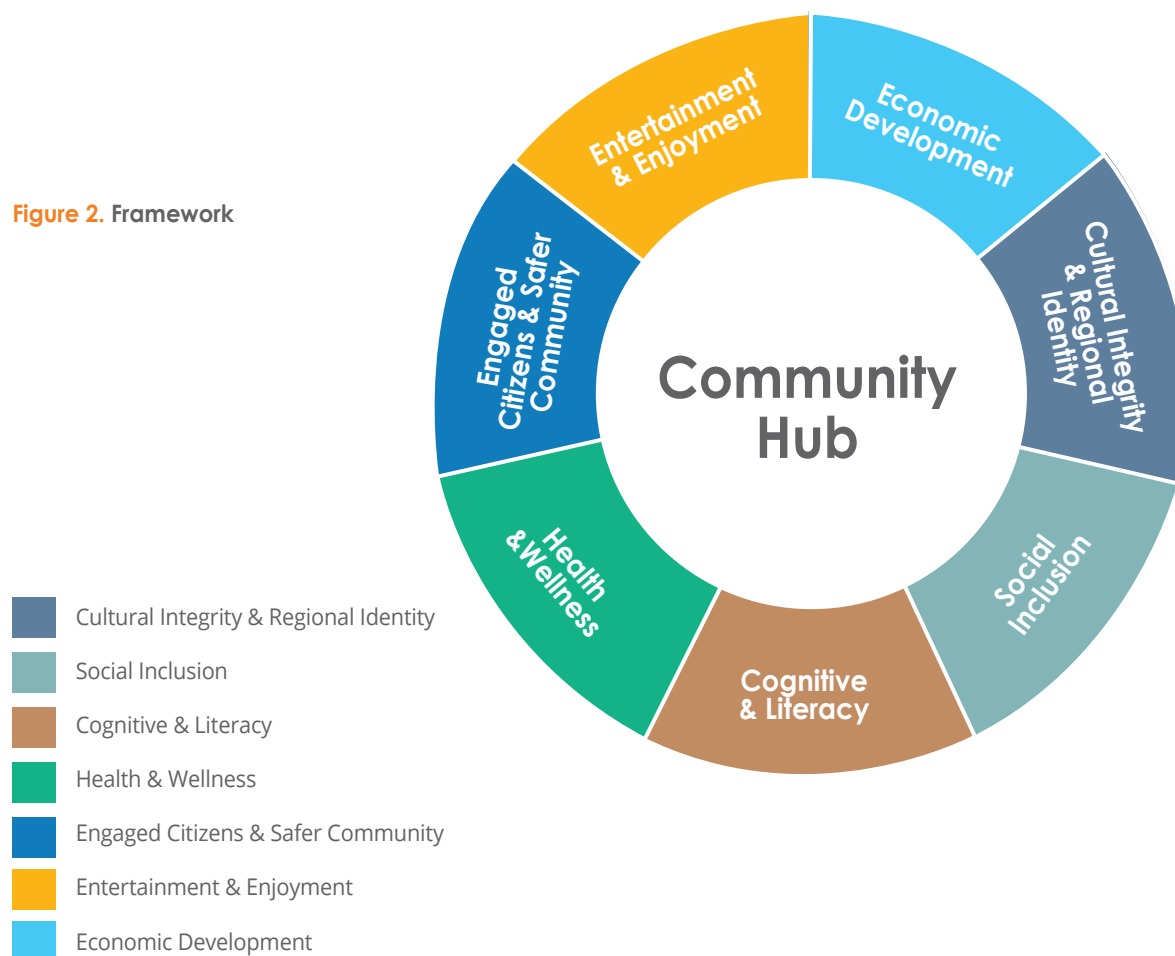 Entertainment
& Enjoyment
Economic
Development
Figure 2. Framework
Engaged
Citizens & Safer
Community
Cultural Integrity
& Regional
Identity
Community
Hub
Health
&Wellness
Social
Inclusion
Cognitive
& Literacy
Cultural Integrity & Regional Identity
Social Inclusion
Cognitive & Literacy
Health & Wellness
Engaged Citizens & Safer Community
Entertainment & Enjoyment
Economic Development